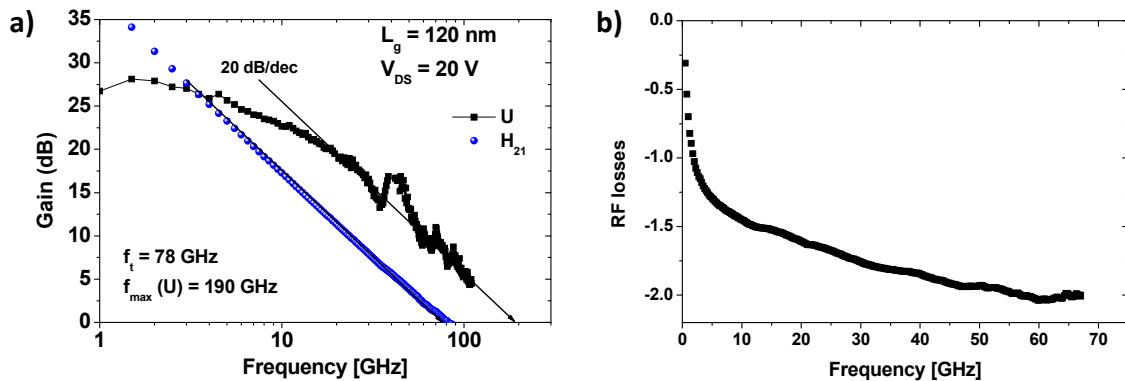 a)
35
30
25
20
15
10
5
0
Gain (dB)
L_g = 120 nm
V_DS = 20 V
20 dB/dec
U
H_21
f_t = 78 GHz
f_max (U) = 190 GHz
1
10
100
Frequency [GHz]
b)
0.0
-0.5
-1.0
-1.5
-2.0
RF losses
0
10
20
30
40
50
60
70
Frequency [GHz]